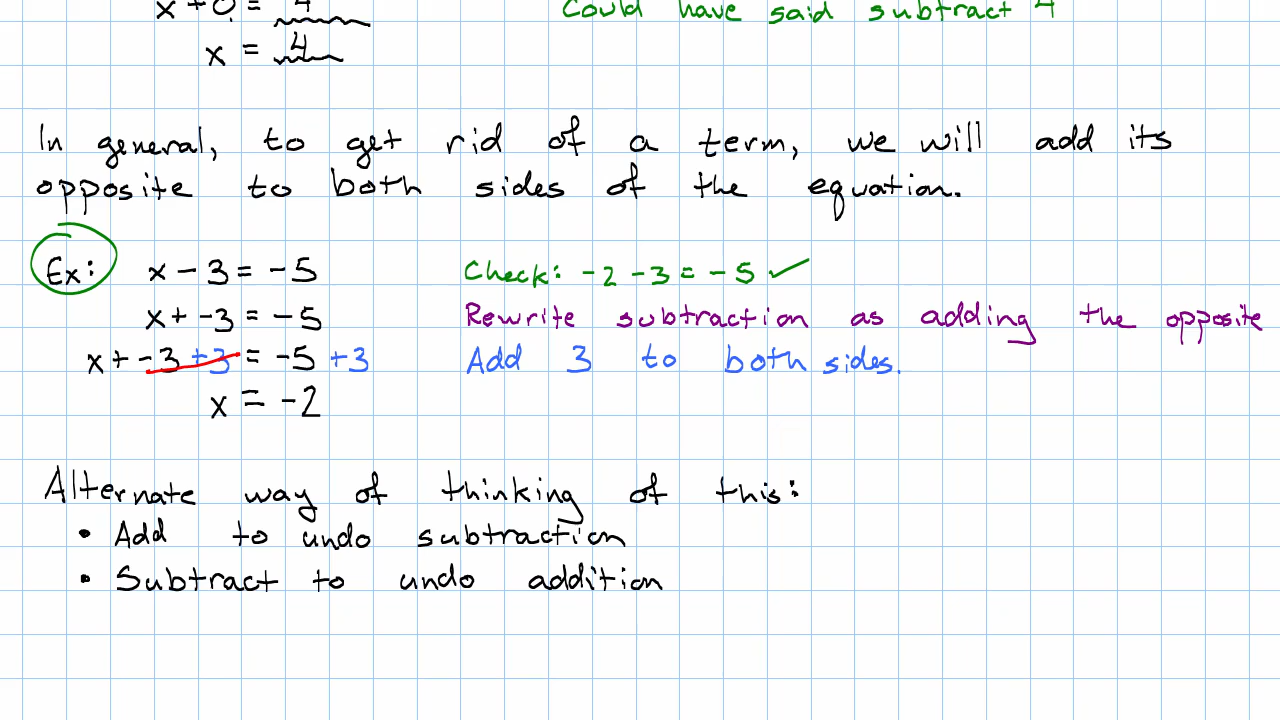 x + 0 = 4
Could have said subtract 4
x = 4
In general, to get rid of a term, we will add its
opposite to both sides of the equation.
Ex: x - 3 = -5 Check: -2 - 3 = -5 ✓
x + -3 = -5 Rewrite subtraction as adding the opposite
x + -3 + 3 = -5 + 3 Add 3 to both sides.
x = -2
Alternate way of thinking of this:
• Add to undo subtraction
• Subtract to undo addition